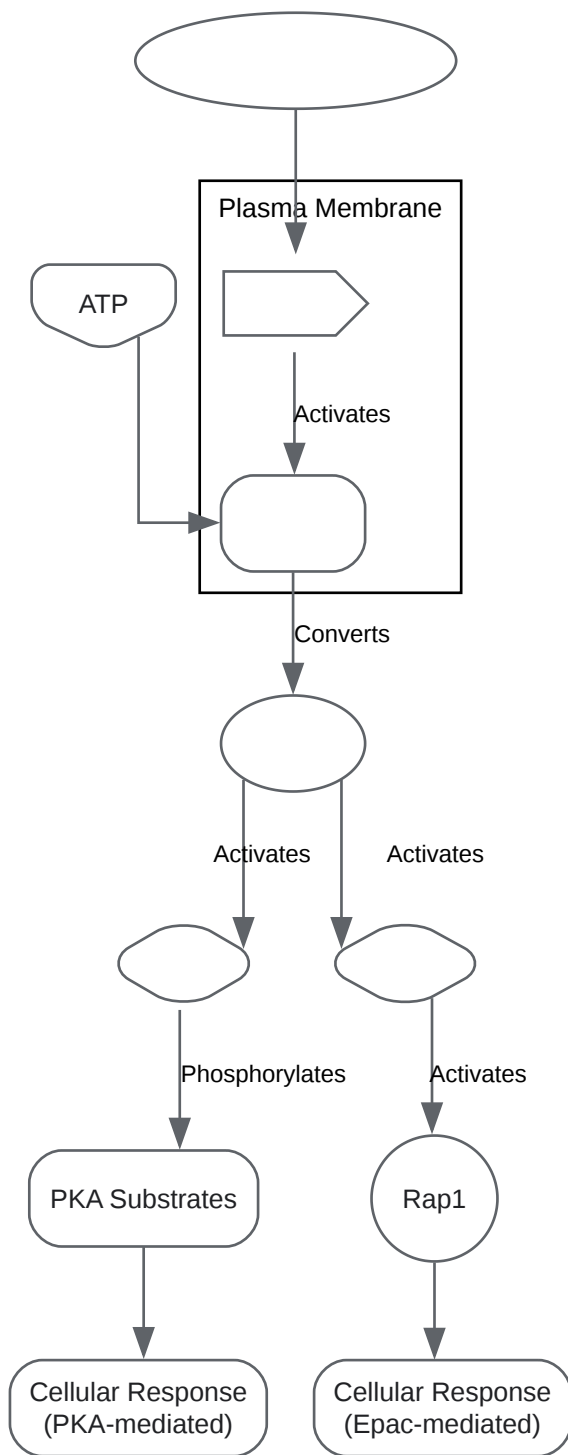 Plasma Membrane
ATP
Activates
Converts
Activates
Activates
Phosphorylates
Activates
PKA Substrates
Rap1
Cellular Response
(PKA-mediated)
Cellular Response
(Epac-mediated)